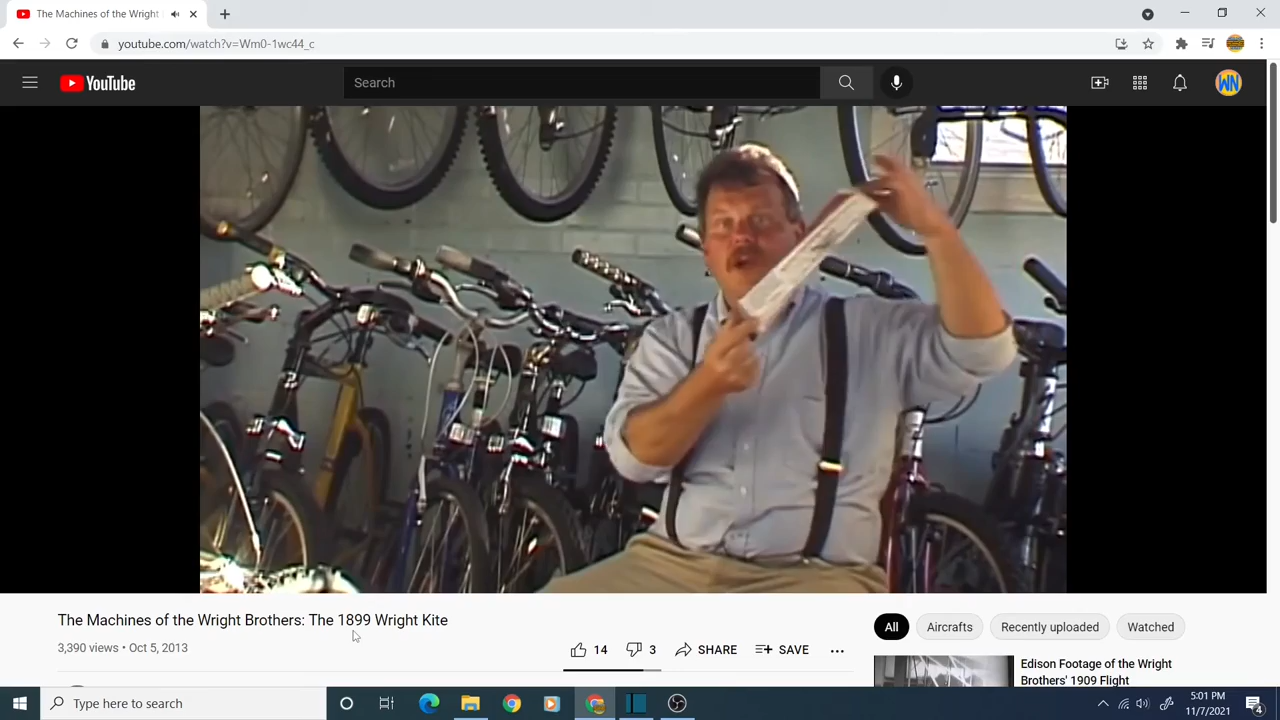 The Machines of the Wright
youtube.com/watch?v=Wm0-1wc44_c
YouTube
Search
WN
The Machines of the Wright Brothers: The 1899 Wright Kite
3,390 views • Oct 5, 2013
14
3
SHARE
SAVE
All
Aircrafts
Recently uploaded
Watched
Edison Footage of the Wright
Brothers' 1909 Flight
Type here to search
5:01 PM
11/7/2021
4